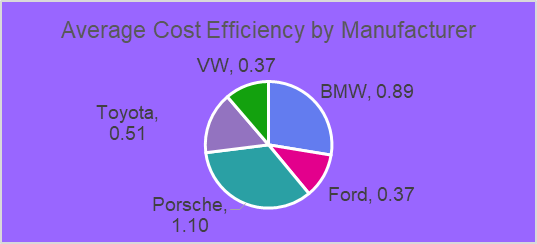 Average Cost Efficiency by Manufacturer
VW, 0.37
BMW, 0.89
Toyota,
0.51
Ford, 0.37
Porsche,
1.10